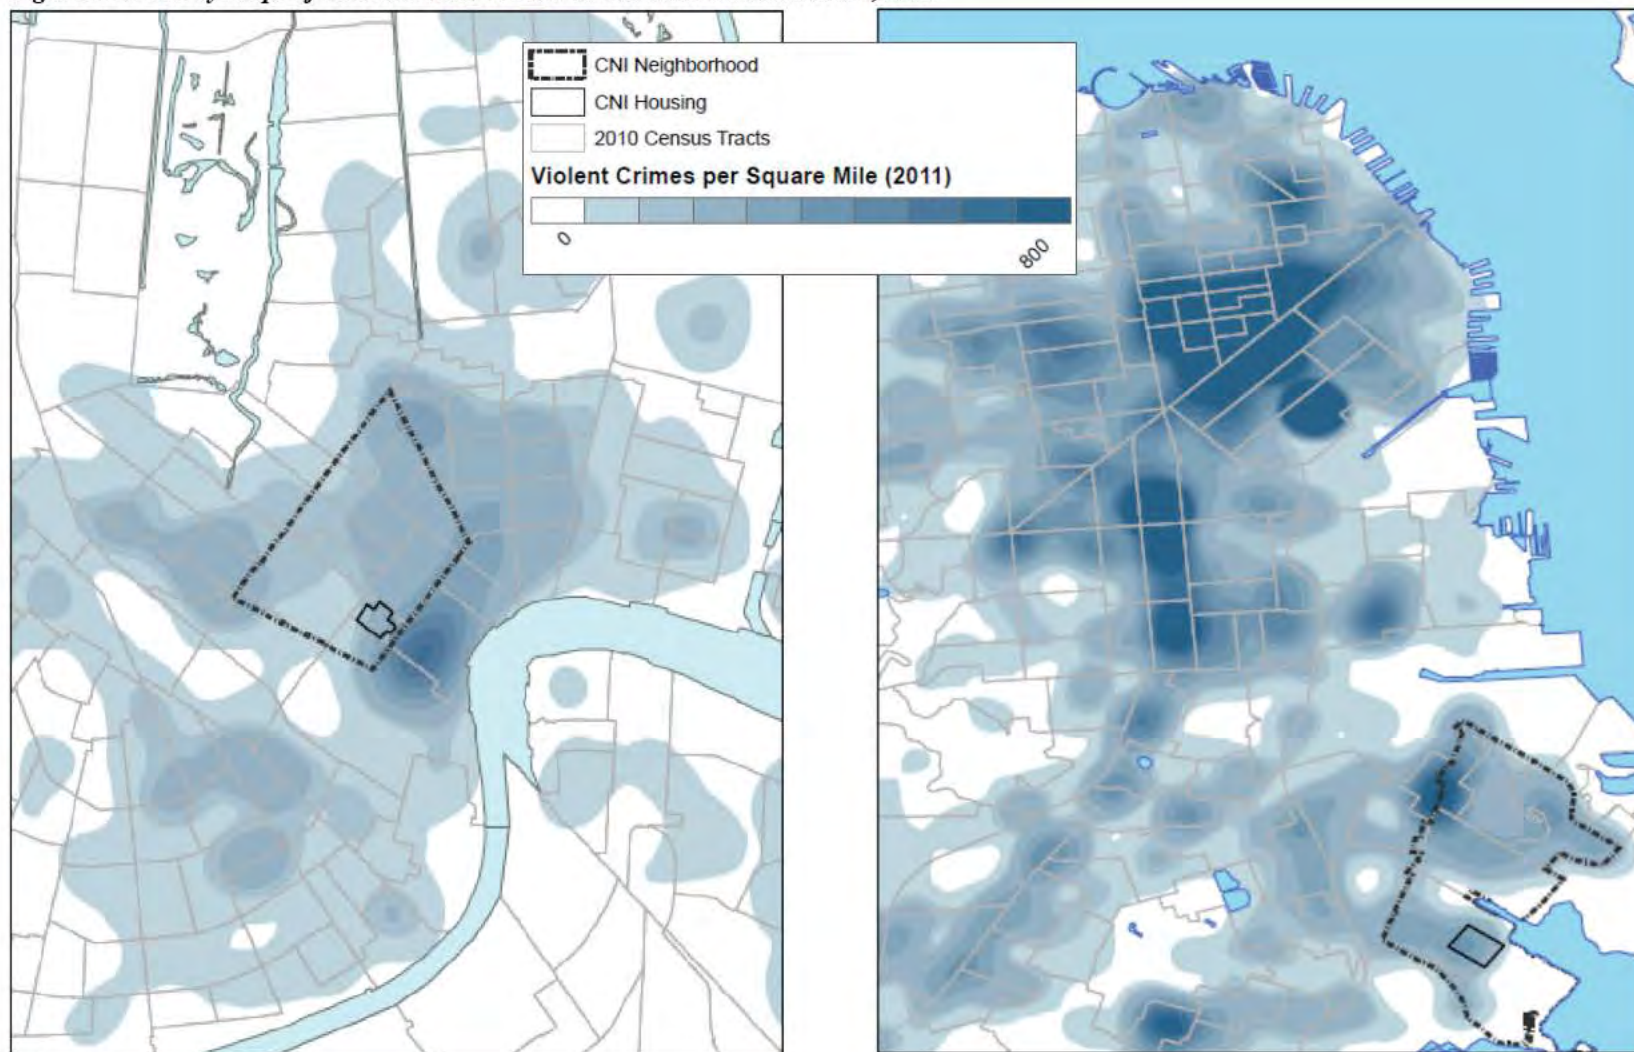 CNI Neighborhood
CNI Housing
2010 Census Tracts
Violent Crimes per Square Mile (2011)
0
800